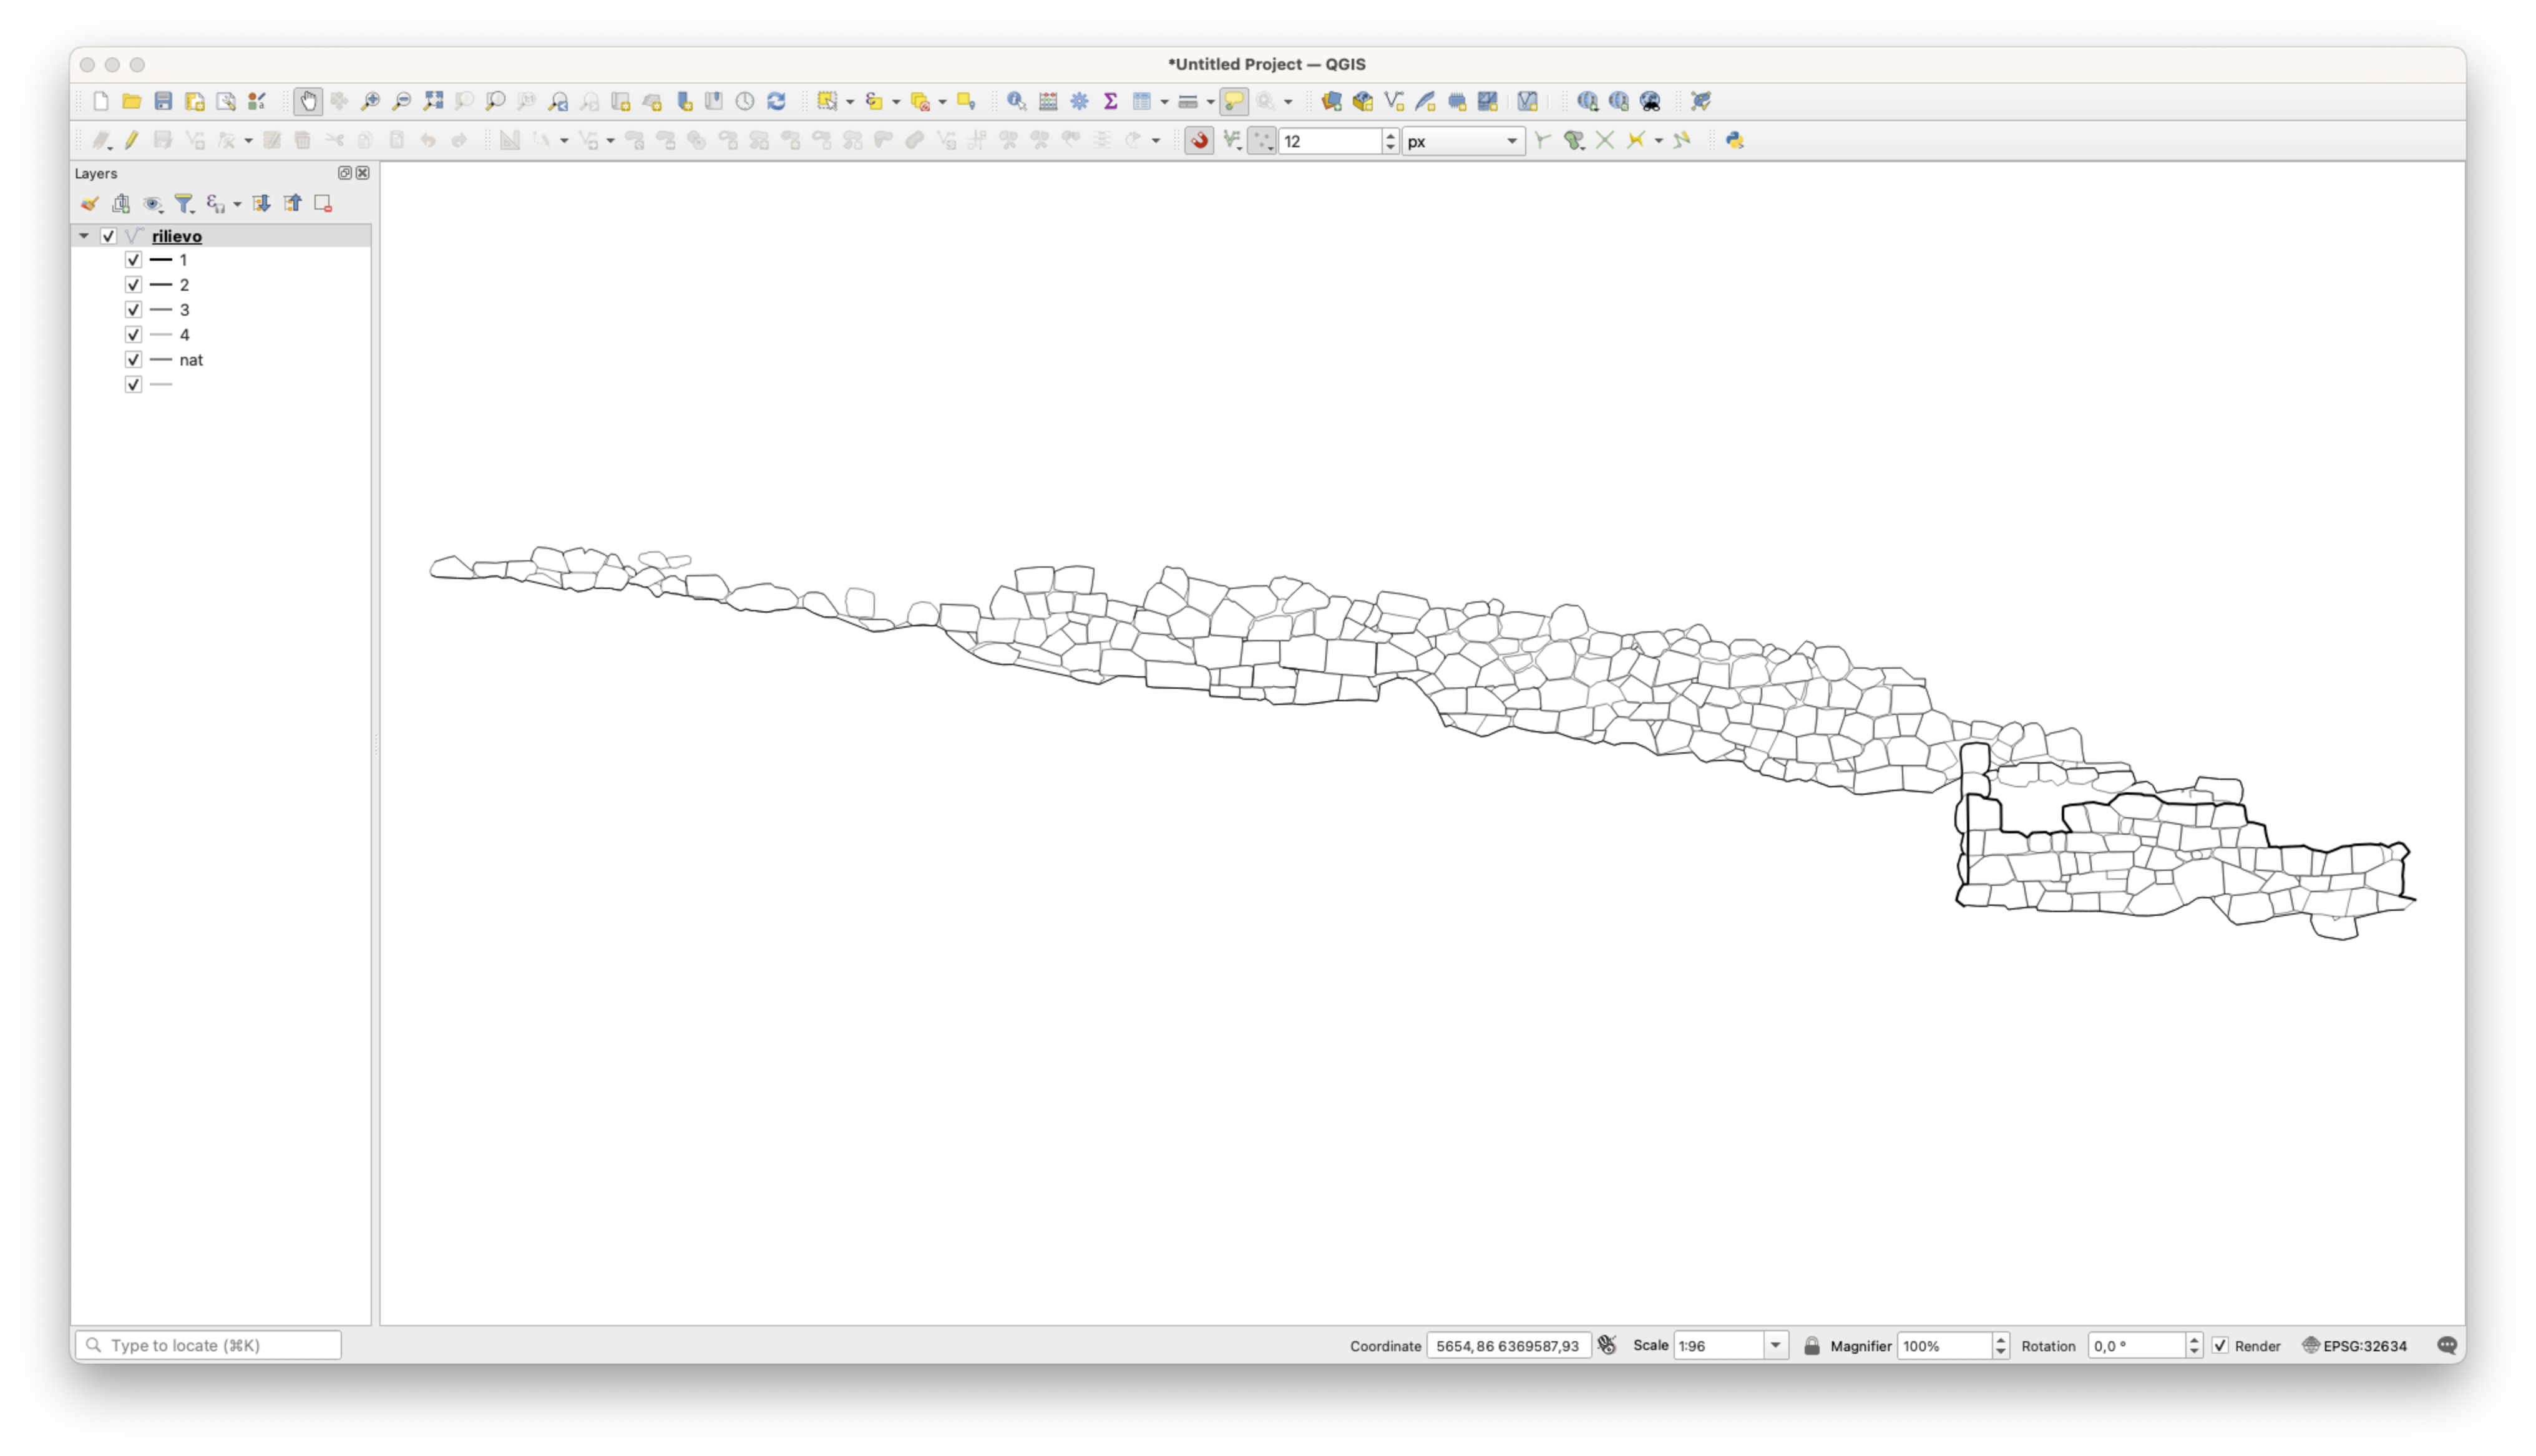 *Untitled Project — QGIS
12 px
Layers
rilievo
1
2
3
4
nat
Type to locate (⌘K)
Coordinate 5654,86 6369587,93 Scale 1:96 Magnifier 100% Rotation 0,0 ° Render EPSG:32634